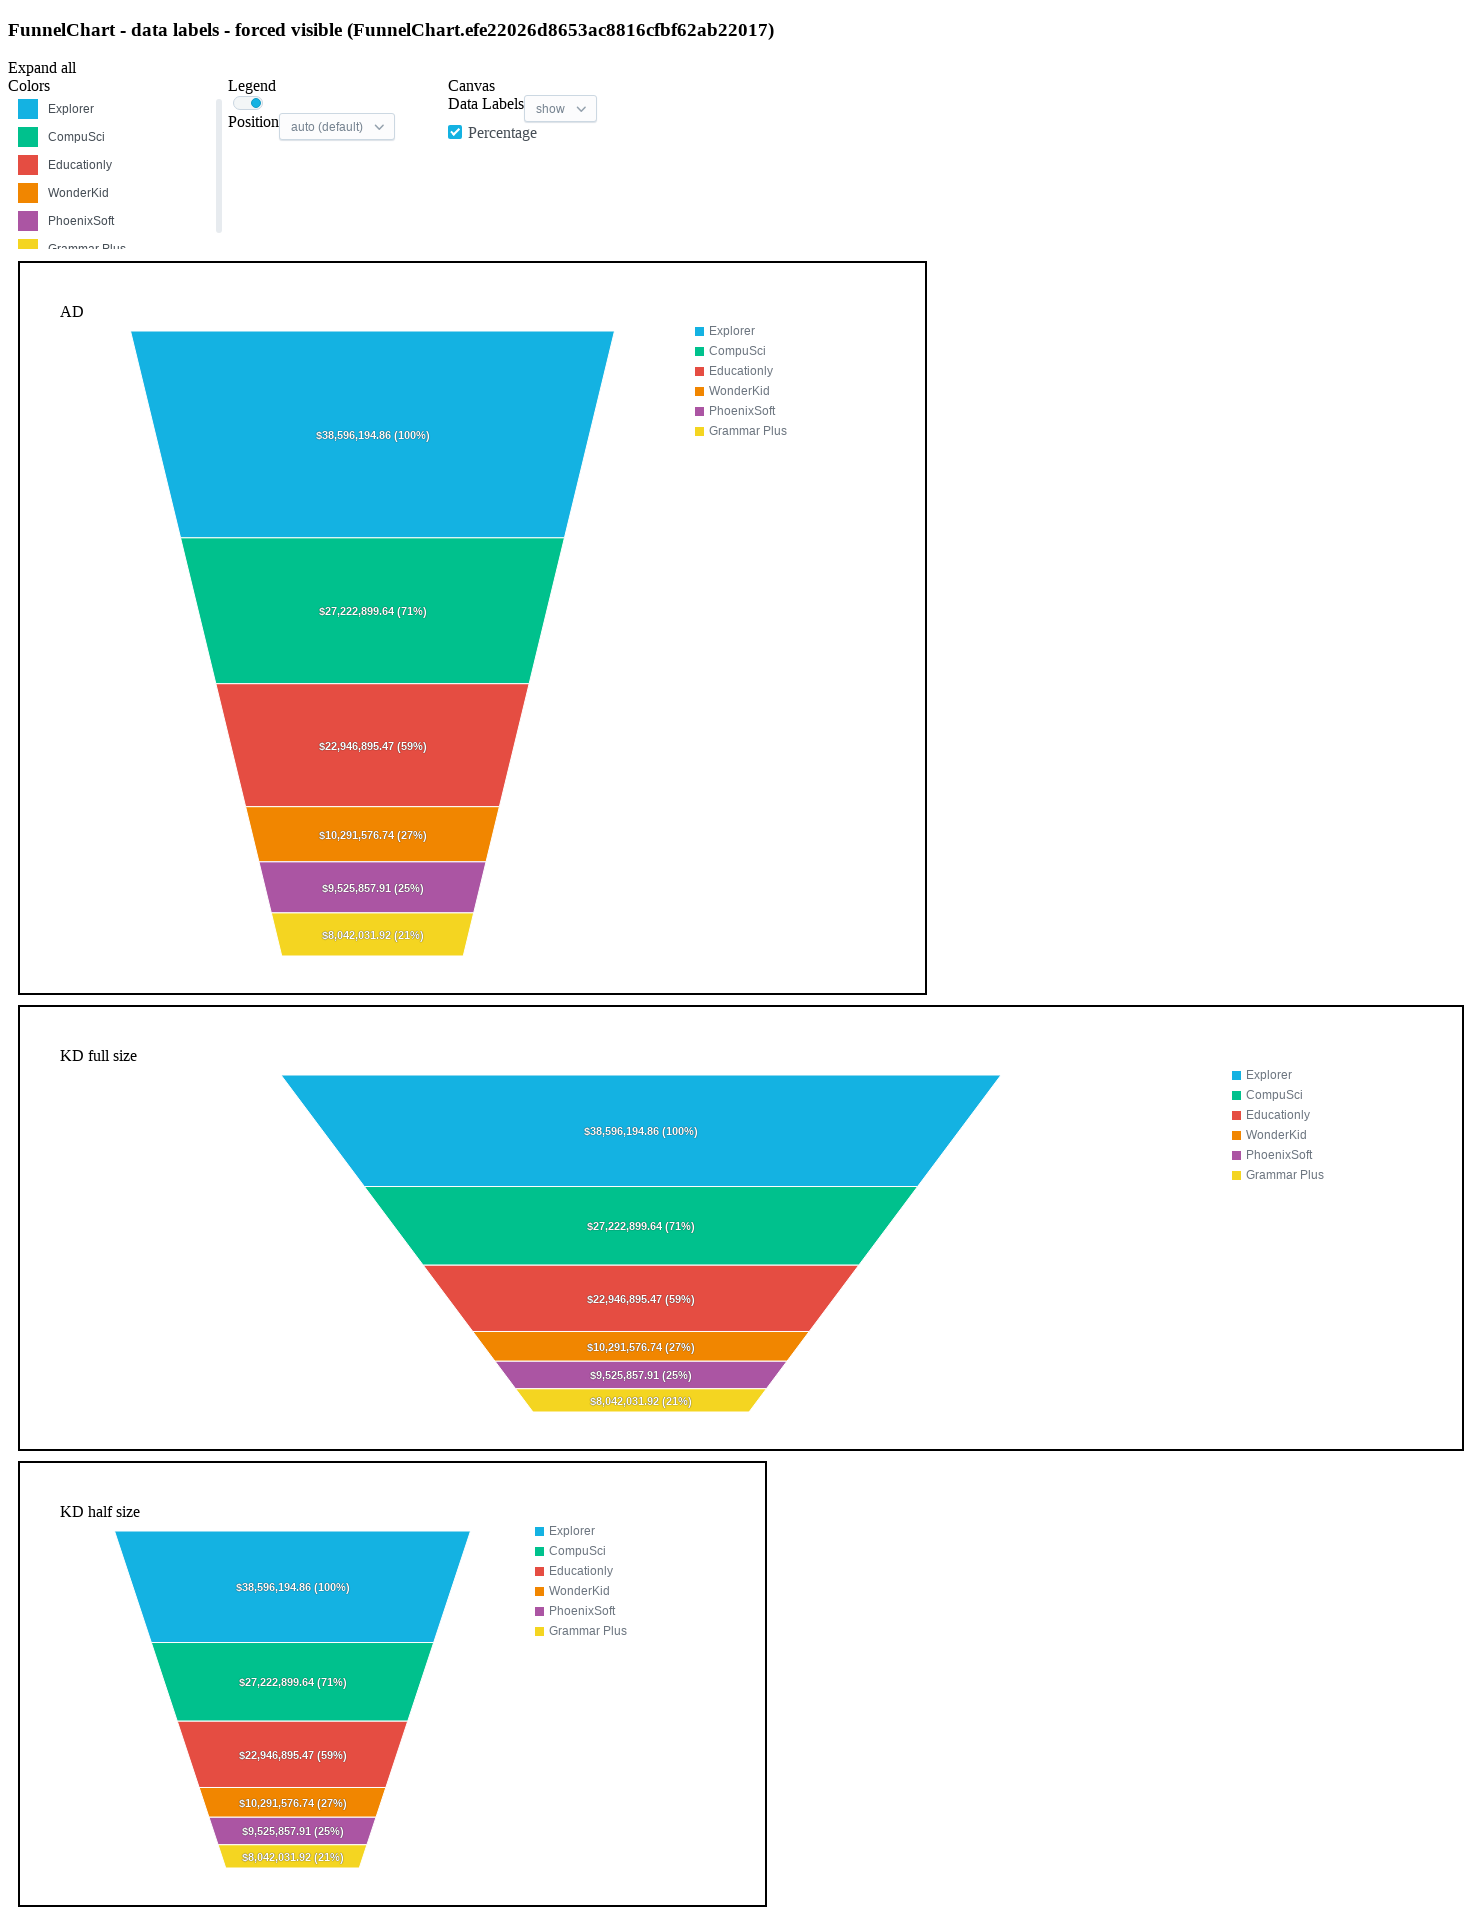 FunnelChart - data labels - forced visible (FunnelChart.efe22026d8653ac8816cfbf62ab22017)
Expand all
Colors
Explorer
CompuSci
Educationly
WonderKid
PhoenixSoft
Grammar Plus
Legend
Position auto (default)
Canvas
Data Labels show
Percentage
AD
$38,596,194.86 (100%)
$27,222,899.64 (71%)
$22,946,895.47 (59%)
$10,291,576.74 (27%)
$9,525,857.91 (25%)
$8,042,031.92 (21%)
Explorer
CompuSci
Educationly
WonderKid
PhoenixSoft
Grammar Plus
KD full size
$38,596,194.86 (100%)
$27,222,899.64 (71%)
$22,946,895.47 (59%)
$10,291,576.74 (27%)
$9,525,857.91 (25%)
$8,042,031.92 (21%)
Explorer
CompuSci
Educationly
WonderKid
PhoenixSoft
Grammar Plus
KD half size
$38,596,194.86 (100%)
$27,222,899.64 (71%)
$22,946,895.47 (59%)
$10,291,576.74 (27%)
$9,525,857.91 (25%)
$8,042,031.92 (21%)
Explorer
CompuSci
Educationly
WonderKid
PhoenixSoft
Grammar Plus